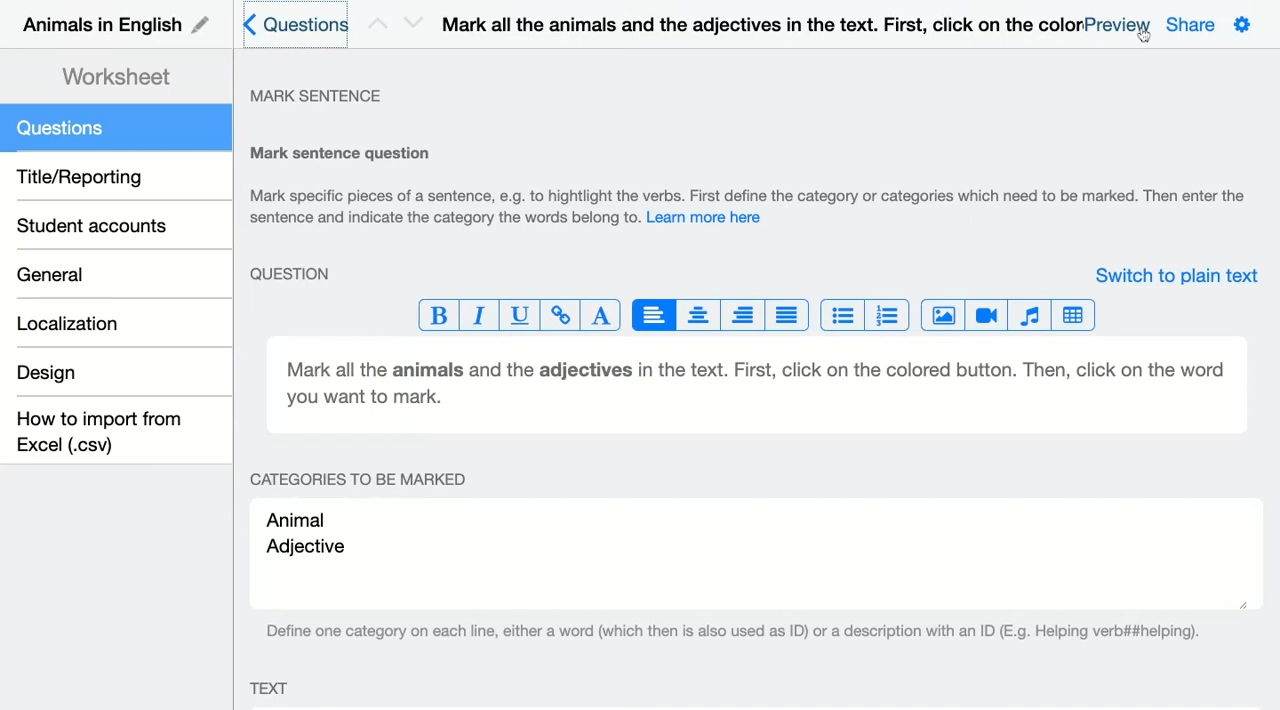 Animals in English
Questions
Mark all the animals and the adjectives in the text. First, click on the color
Preview
Share
Worksheet
Questions
Title/Reporting
Student accounts
General
Localization
Design
How to import from
Excel (.csv)
MARK SENTENCE
Mark sentence question
Mark specific pieces of a sentence, e.g. to hightlight the verbs. First define the category or categories which need to be marked. Then enter the
sentence and indicate the category the words belong to. Learn more here
QUESTION
Switch to plain text
B I U A
Mark all the animals and the adjectives in the text. First, click on the colored button. Then, click on the word
you want to mark.
CATEGORIES TO BE MARKED
Animal
Adjective
Define one category on each line, either a word (which then is also used as ID) or a description with an ID (E.g. Helping verb##helping).
TEXT